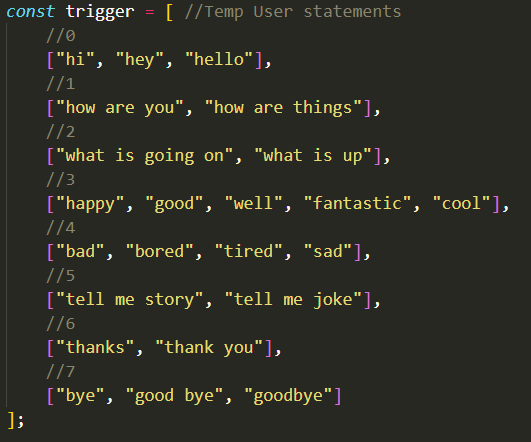 const trigger = [ //Temp User statements
//0
["hi", "hey", "hello"],
//1
["how are you", "how are things"],
//2
["what is going on", "what is up"],
//3
["happy", "good", "well", "fantastic", "cool"],
//4
["bad", "bored", "tired", "sad"],
//5
["tell me story", "tell me joke"],
//6
["thanks", "thank you"],
//7
["bye", "good bye", "goodbye"]
];